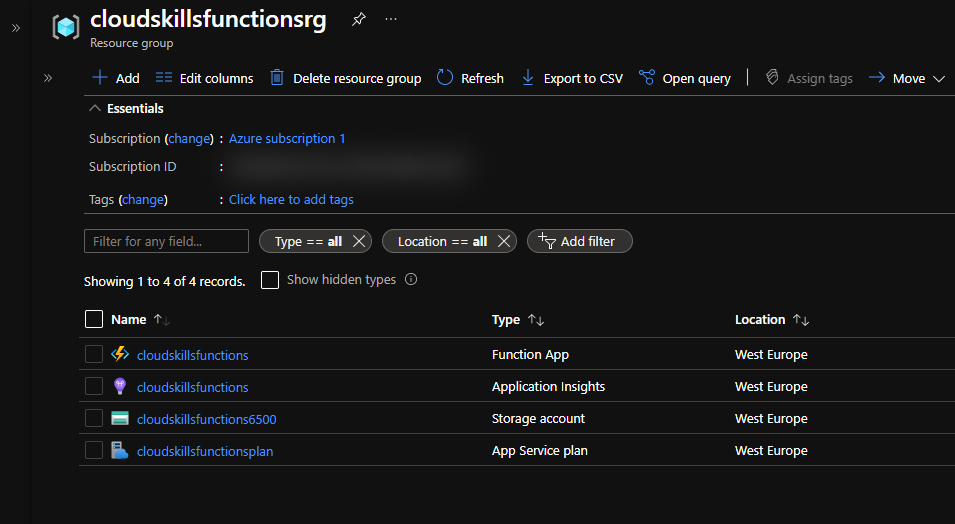 cloudskillsfunctionsrg
Resource group
Add Edit columns Delete resource group Refresh Export to CSV Open query Assign tags Move
Essentials
Subscription (change) : Azure subscription 1
Subscription ID :
Tags (change) : Click here to add tags
Filter for any field... Type == all Location == all Add filter
Showing 1 to 4 of 4 records. Show hidden types
Name Type Location
cloudskillsfunctions Function App West Europe
cloudskillsfunctions Application Insights West Europe
cloudskillsfunctions6500 Storage account West Europe
cloudskillsfunctionsplan App Service plan West Europe